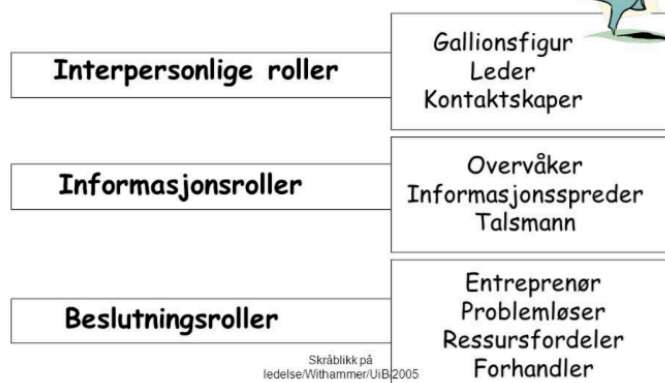 Interpersonlige roller
Gallionsfigur
Leder
Kontaktskaper
Informasjonsroller
Overvåker
Informasjonsspreder
Talsmann
Beslutningsroller
Entreprenør
Problemløser
Ressursfordeler
Forhandler
Skråblikk på
ledelse/Withammer/UiB 2005